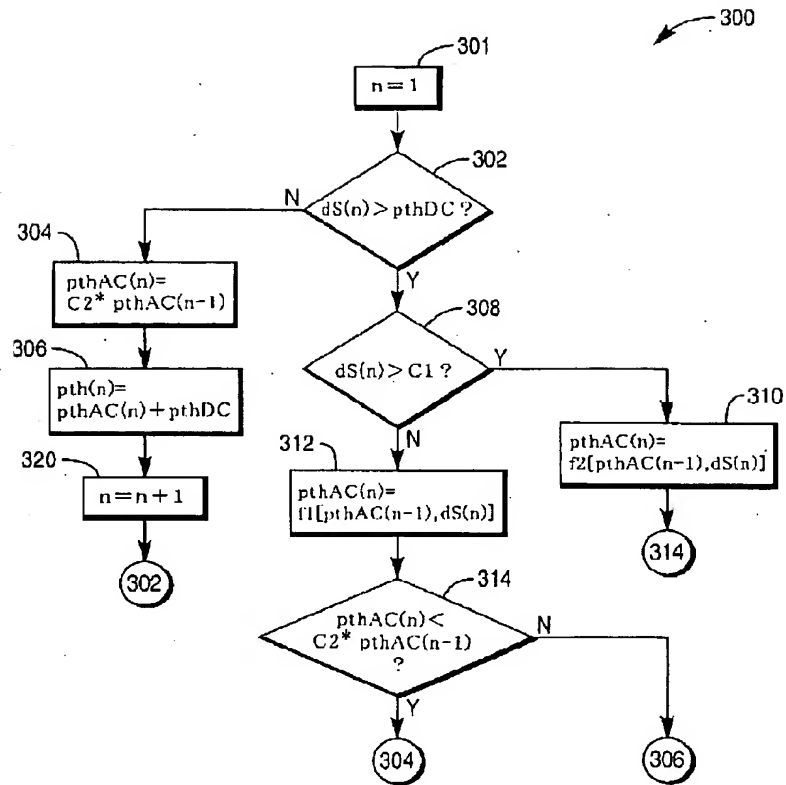 300
301
n=1
302
dS(n)>pthDC?
N
Y
304
pthAC(n)=
C2* pthAC(n-1)
308
dS(n)>C1?
Y
N
306
pth(n)=
pthAC(n)+pthDC
310
pthAC(n)=
f2[pthAC(n-1),dS(n)]
320
n=n+1
312
pthAC(n)=
f1[pthAC(n-1),dS(n)]
314
302
314
pthAC(n)<
C2* pthAC(n-1)
?
N
Y
304
306